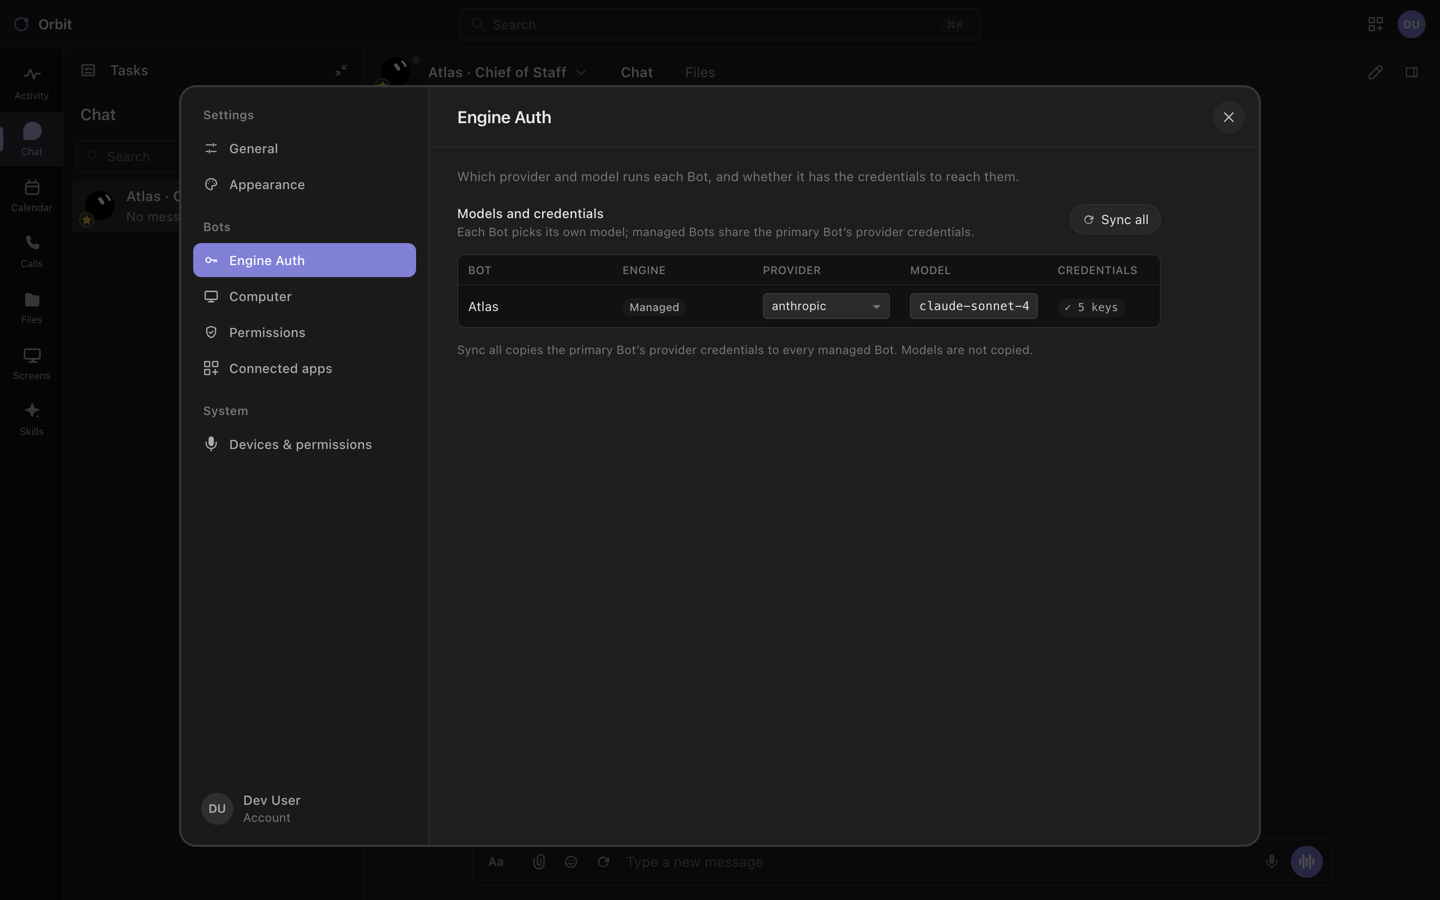 Orbit
Search
⌘K
DU
Activity
Chat
Calendar
Calls
Files
Screens
Skills
Tasks
Chat
Search
Atlas · C
No mess
Atlas · Chief of Staff
Chat
Files
Settings
General
Appearance
Bots
Engine Auth
Computer
Permissions
Connected apps
System
Devices & permissions
DU
Dev User
Account
Engine Auth
Which provider and model runs each Bot, and whether it has the credentials to reach them.
Models and credentials
Each Bot picks its own model; managed Bots share the primary Bot's provider credentials.
Sync all
BOT ENGINE PROVIDER MODEL CREDENTIALS
Atlas Managed anthropic claude-sonnet-4 ✓ 5 keys
Sync all copies the primary Bot's provider credentials to every managed Bot. Models are not copied.
Aa
Type a new message